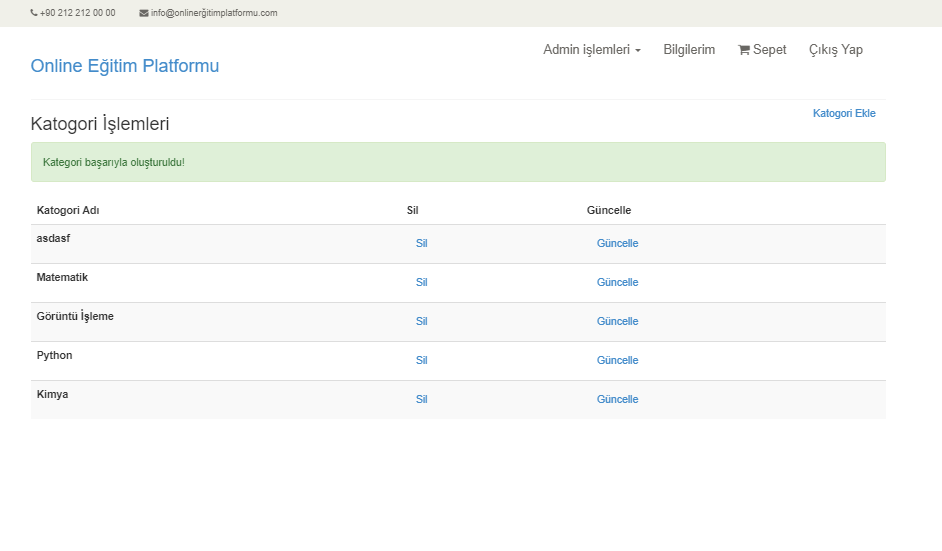 +90 212 212 00 00 info@onlinerğitimplatformu.com
Admin işlemleri Bilgilerim Sepet Çıkış Yap
Online Eğitim Platformu
Katogori Ekle
Katogori İşlemleri
Kategori başarıyla oluşturuldu!
Katogori Adı Sil Güncelle
asdasf Sil Güncelle
Matematik Sil Güncelle
Görüntü İşleme Sil Güncelle
Python Sil Güncelle
Kimya Sil Güncelle